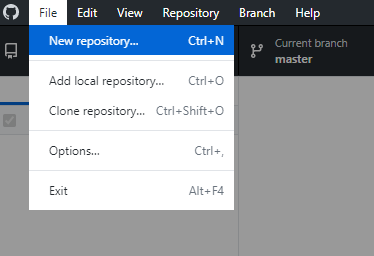 File Edit View Repository Branch Help
New repository... Ctrl+N
Current branch
master
Add local repository... Ctrl+O
Clone repository... Ctrl+Shift+O
Options... Ctrl+,
Exit Alt+F4